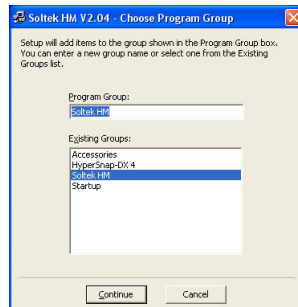 Soltek HM V2.04 - Choose Program Group
Setup will add items to the group shown in the Program Group box.
You can enter a new group name or select one from the Existing
Groups list.
Program Group:
Soltek HM
Existing Groups:
Accessories
HyperSnap-DX 4
Soltek HM
Startup
Continue
Cancel